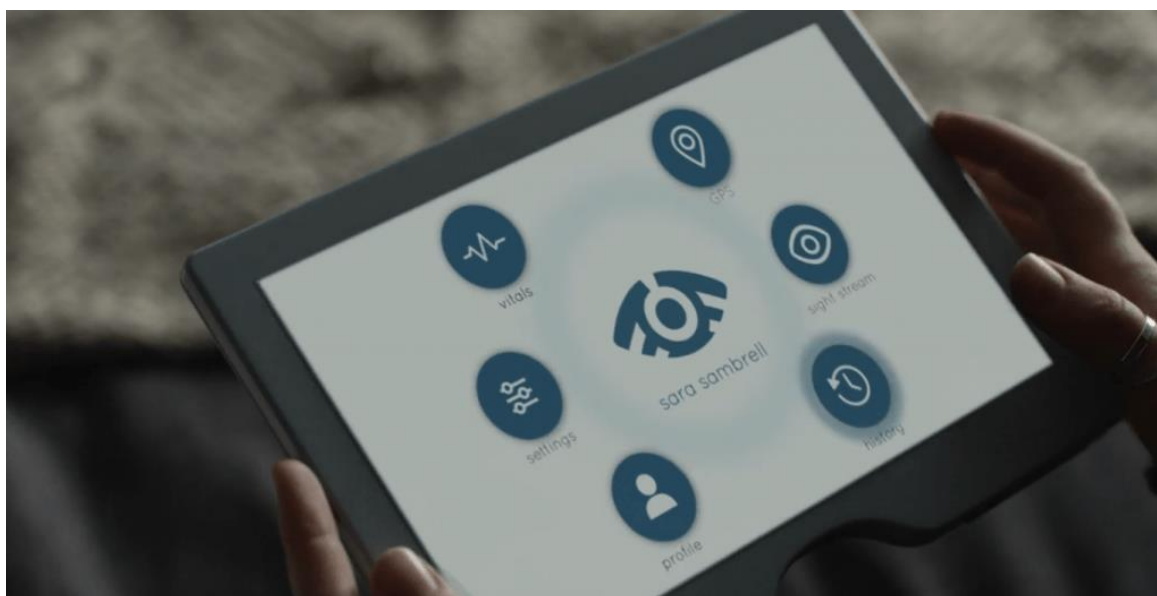 GPS
vitals
sight stream
sara sambrell
settings
history
profile